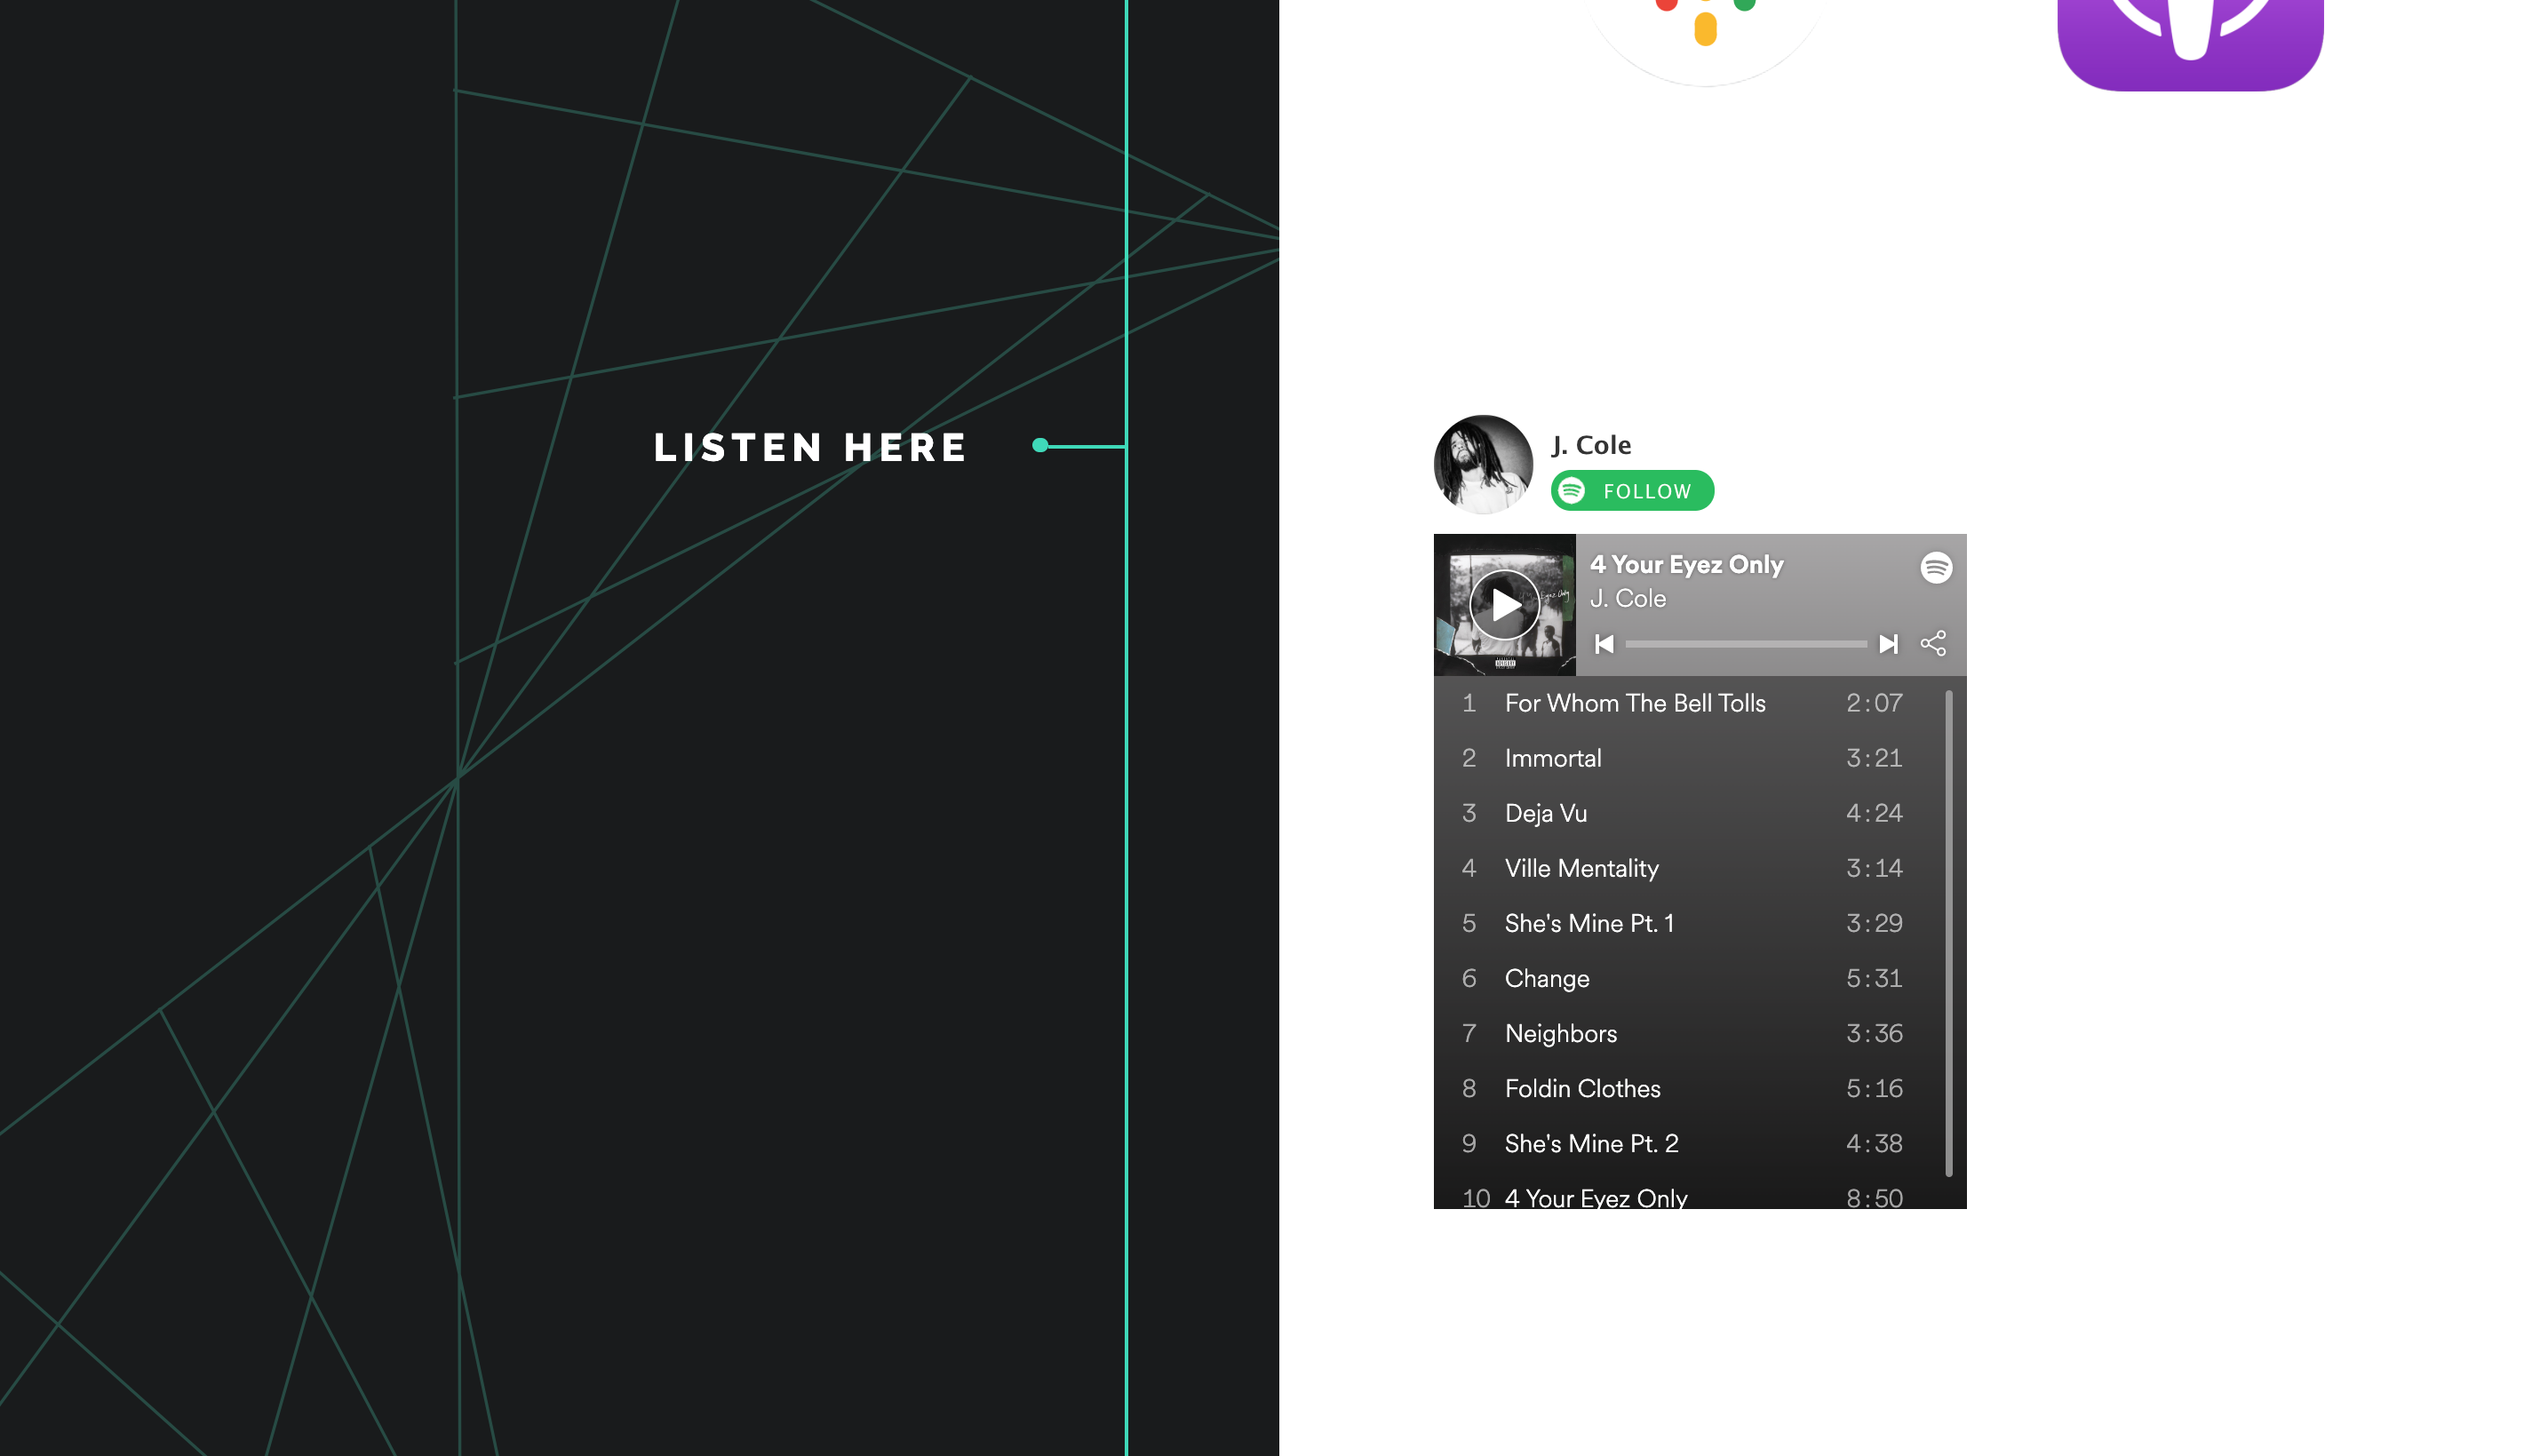 LISTEN HERE
J. Cole
FOLLOW
4 Your Eyez Only
J. Cole
1 For Whom The Bell Tolls 2:07
2 Immortal 3:21
3 Deja Vu 4:24
4 Ville Mentality 3:14
5 She's Mine Pt. 1 3:29
6 Change 5:31
7 Neighbors 3:36
8 Foldin Clothes 5:16
9 She's Mine Pt. 2 4:38
10 4 Your Eyez Only 8:50